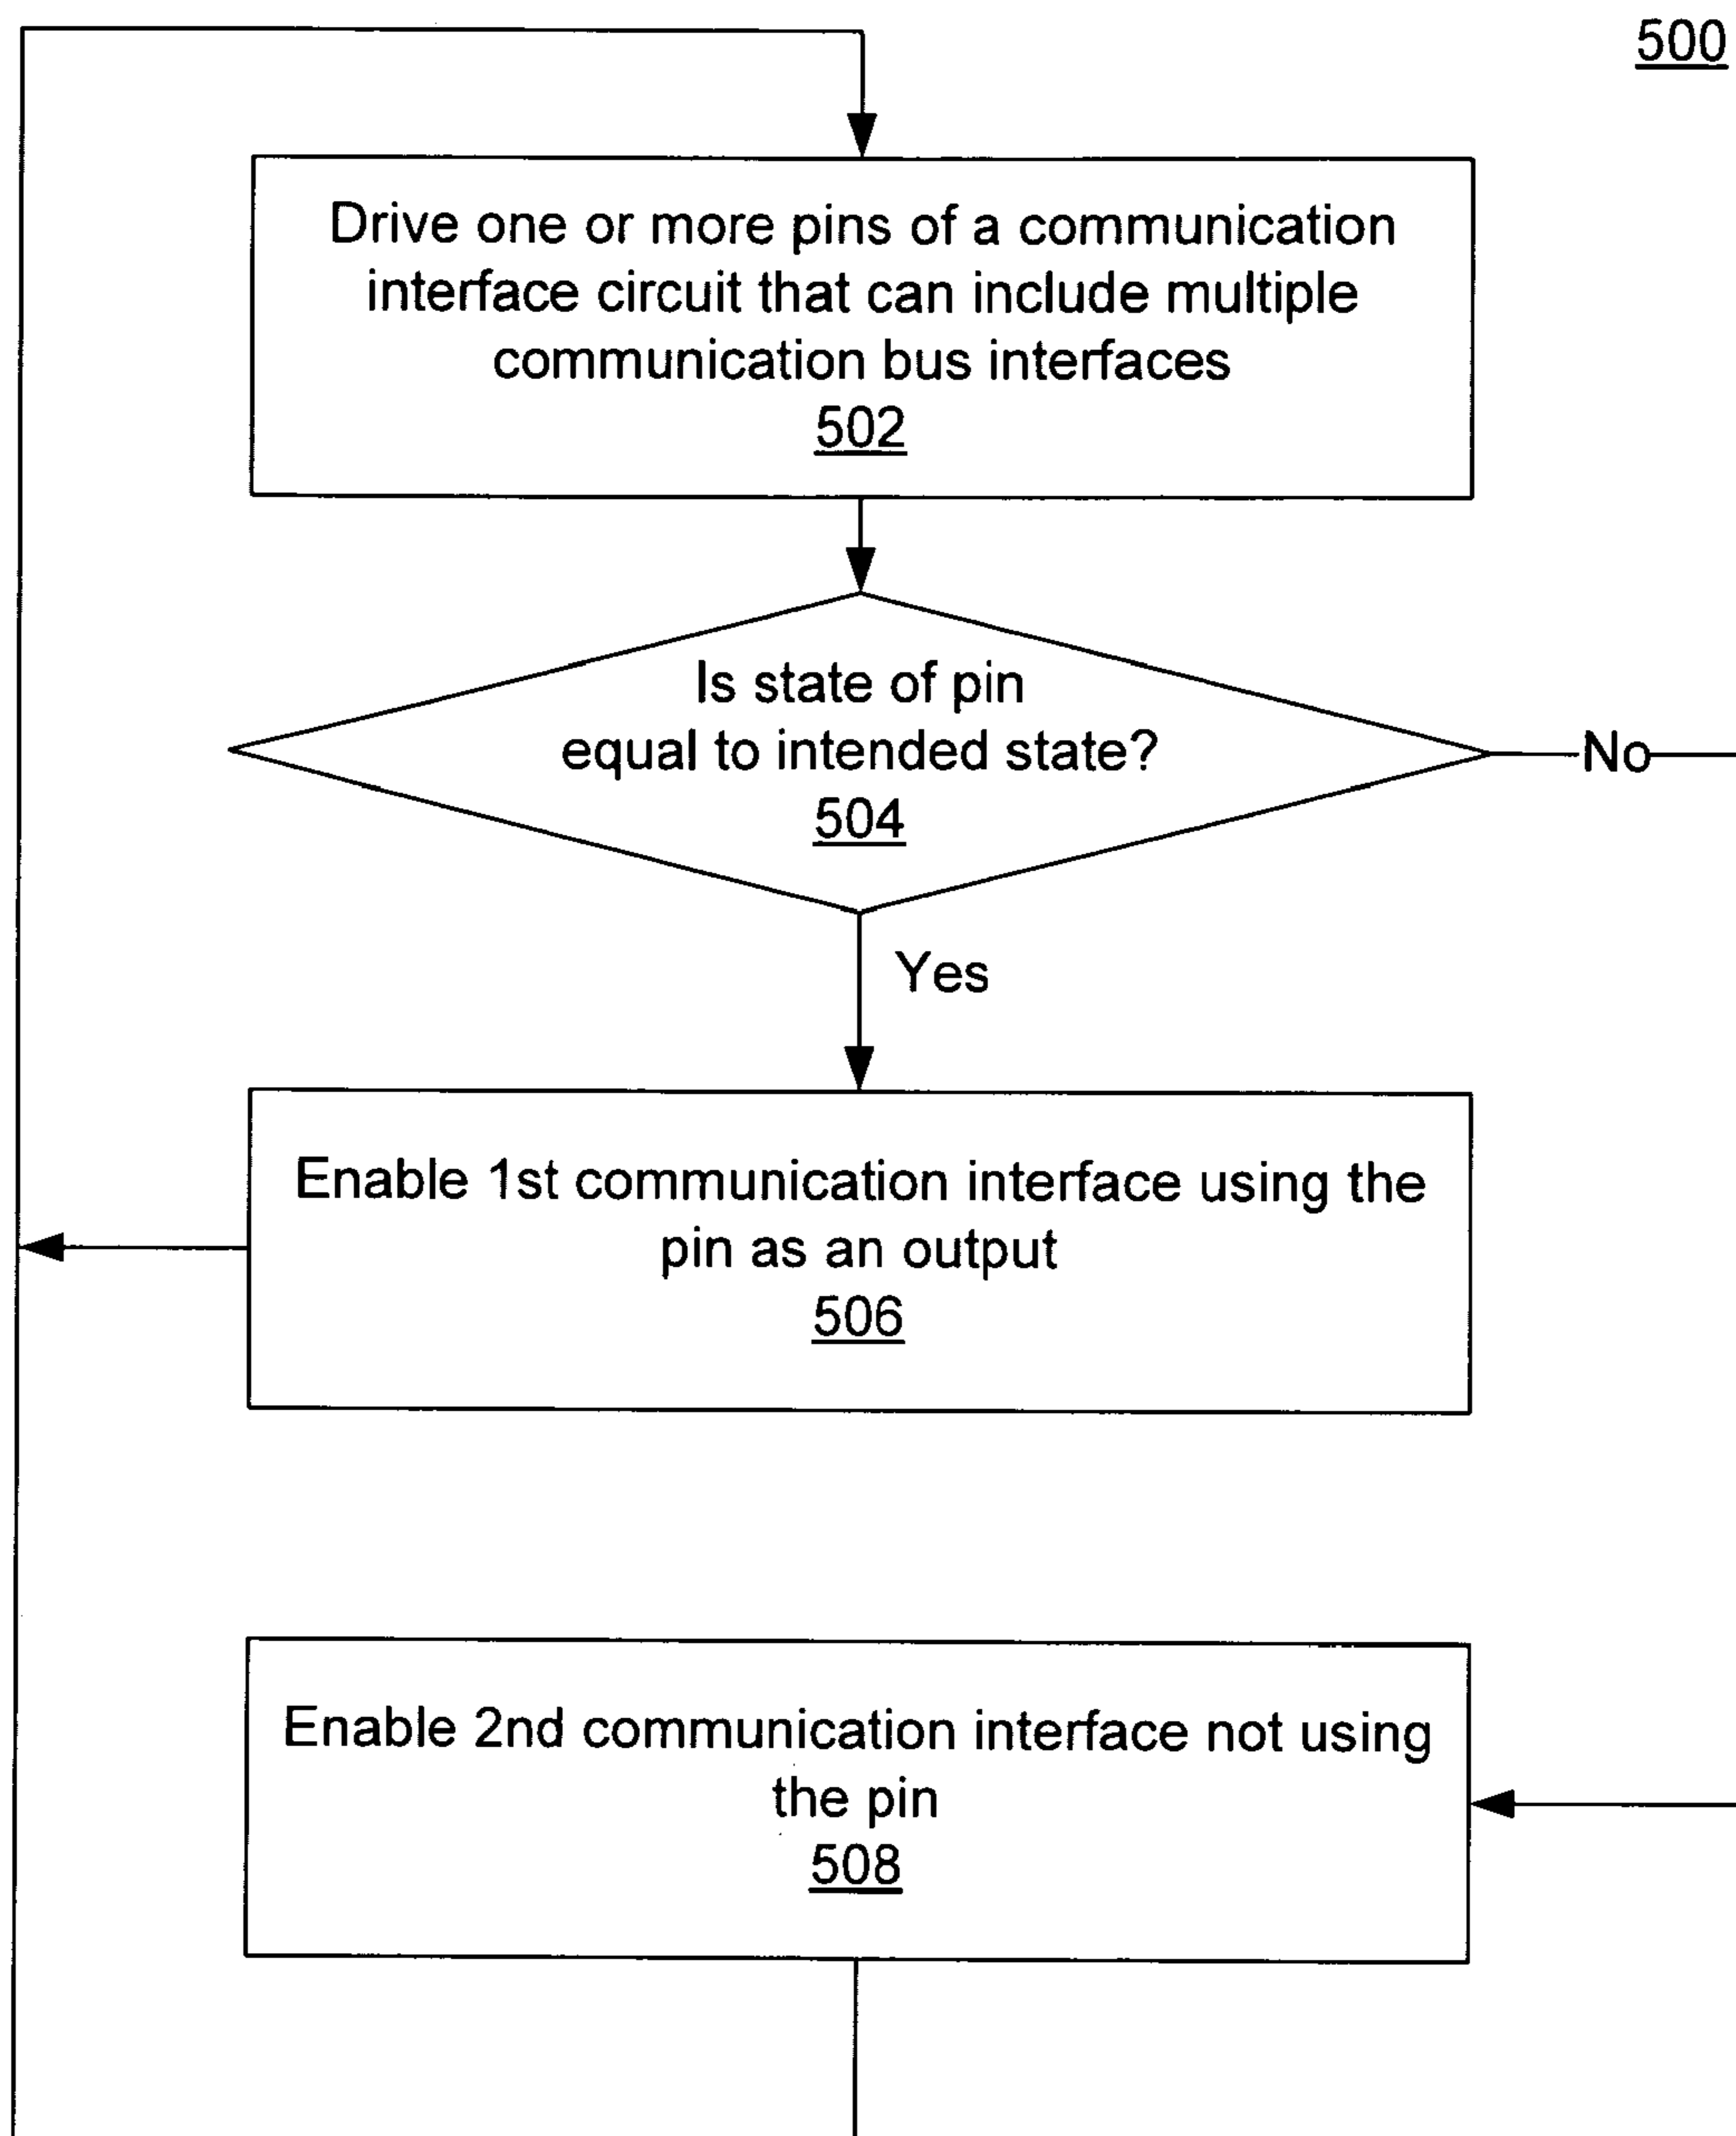 500
Drive one or more pins of a communication
interface circuit that can include multiple
communication bus interfaces
502
Is state of pin
equal to intended state?
504
No
Yes
Enable 1st communication interface using the
pin as an output
506
Enable 2nd communication interface not using
the pin
508